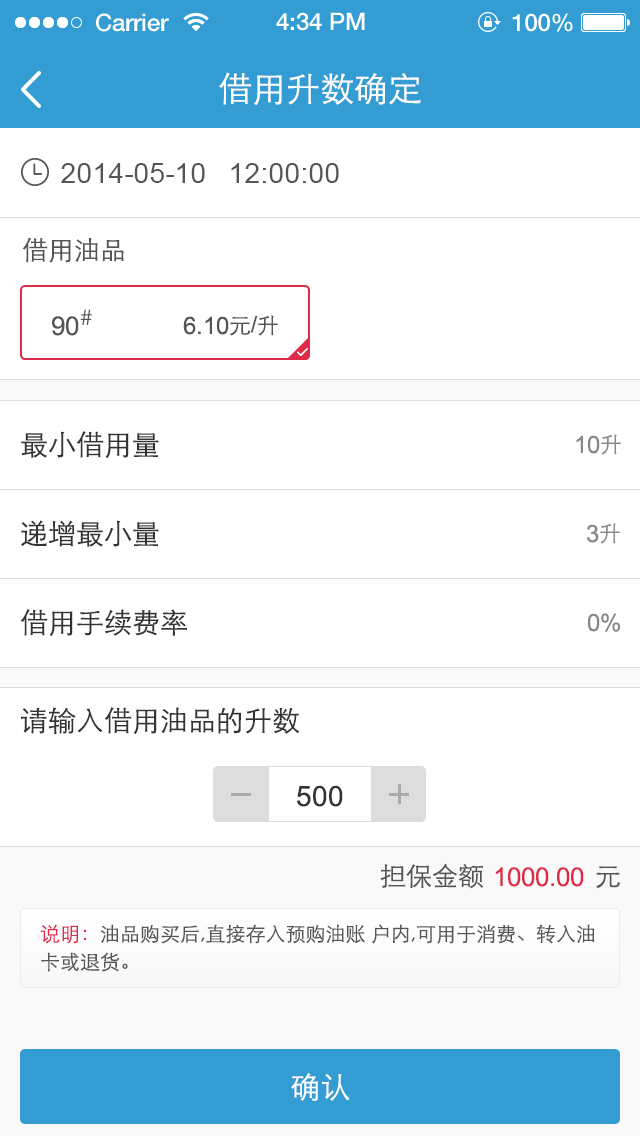 Carrier 4:34 PM 100%
借用升数确定
2014-05-10 12:00:00
借用油品
90# 6.10元/升
最小借用量 10升
递增最小量 3升
借用手续费率 0%
请输入借用油品的升数
500
担保金额 1000.00 元
说明：油品购买后,直接存入预购油账 户内,可用于消费、转入油
卡或退货。
确认